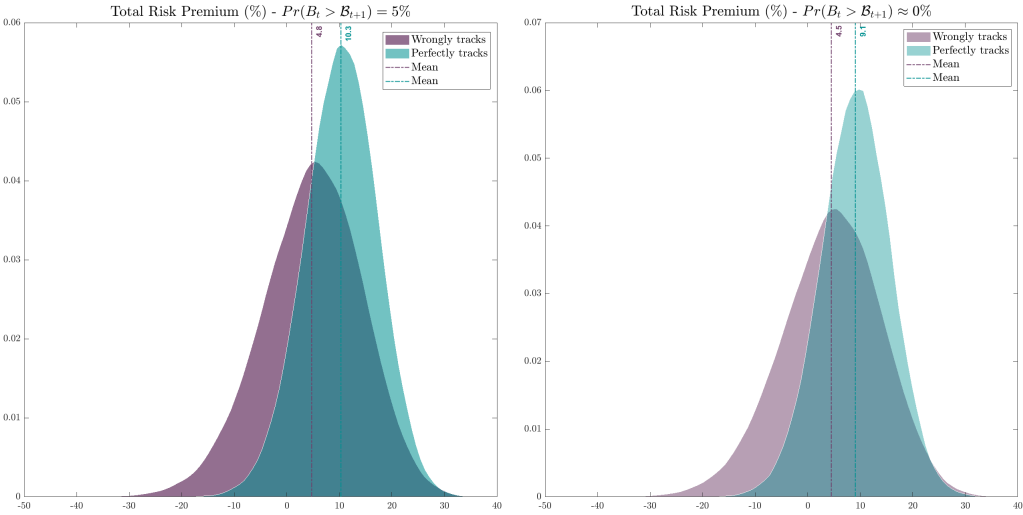 Total Risk Premium (%) - Pr(B_t > ℬ_{t+1}) = 5%
0.06
0.05
0.04
0.03
0.02
0.01
0
-50 -40 -30 -20 -10 0 10 20 30 40
4.8
10.3
Wrongly tracks
Perfectly tracks
Mean
Mean
Total Risk Premium (%) - Pr(B_t > ℬ_{t+1}) ≈ 0%
0.07
0.06
0.05
0.04
0.03
0.02
0.01
0
-50 -40 -30 -20 -10 0 10 20 30 40
4.5
9.1
Wrongly tracks
Perfectly tracks
Mean
Mean